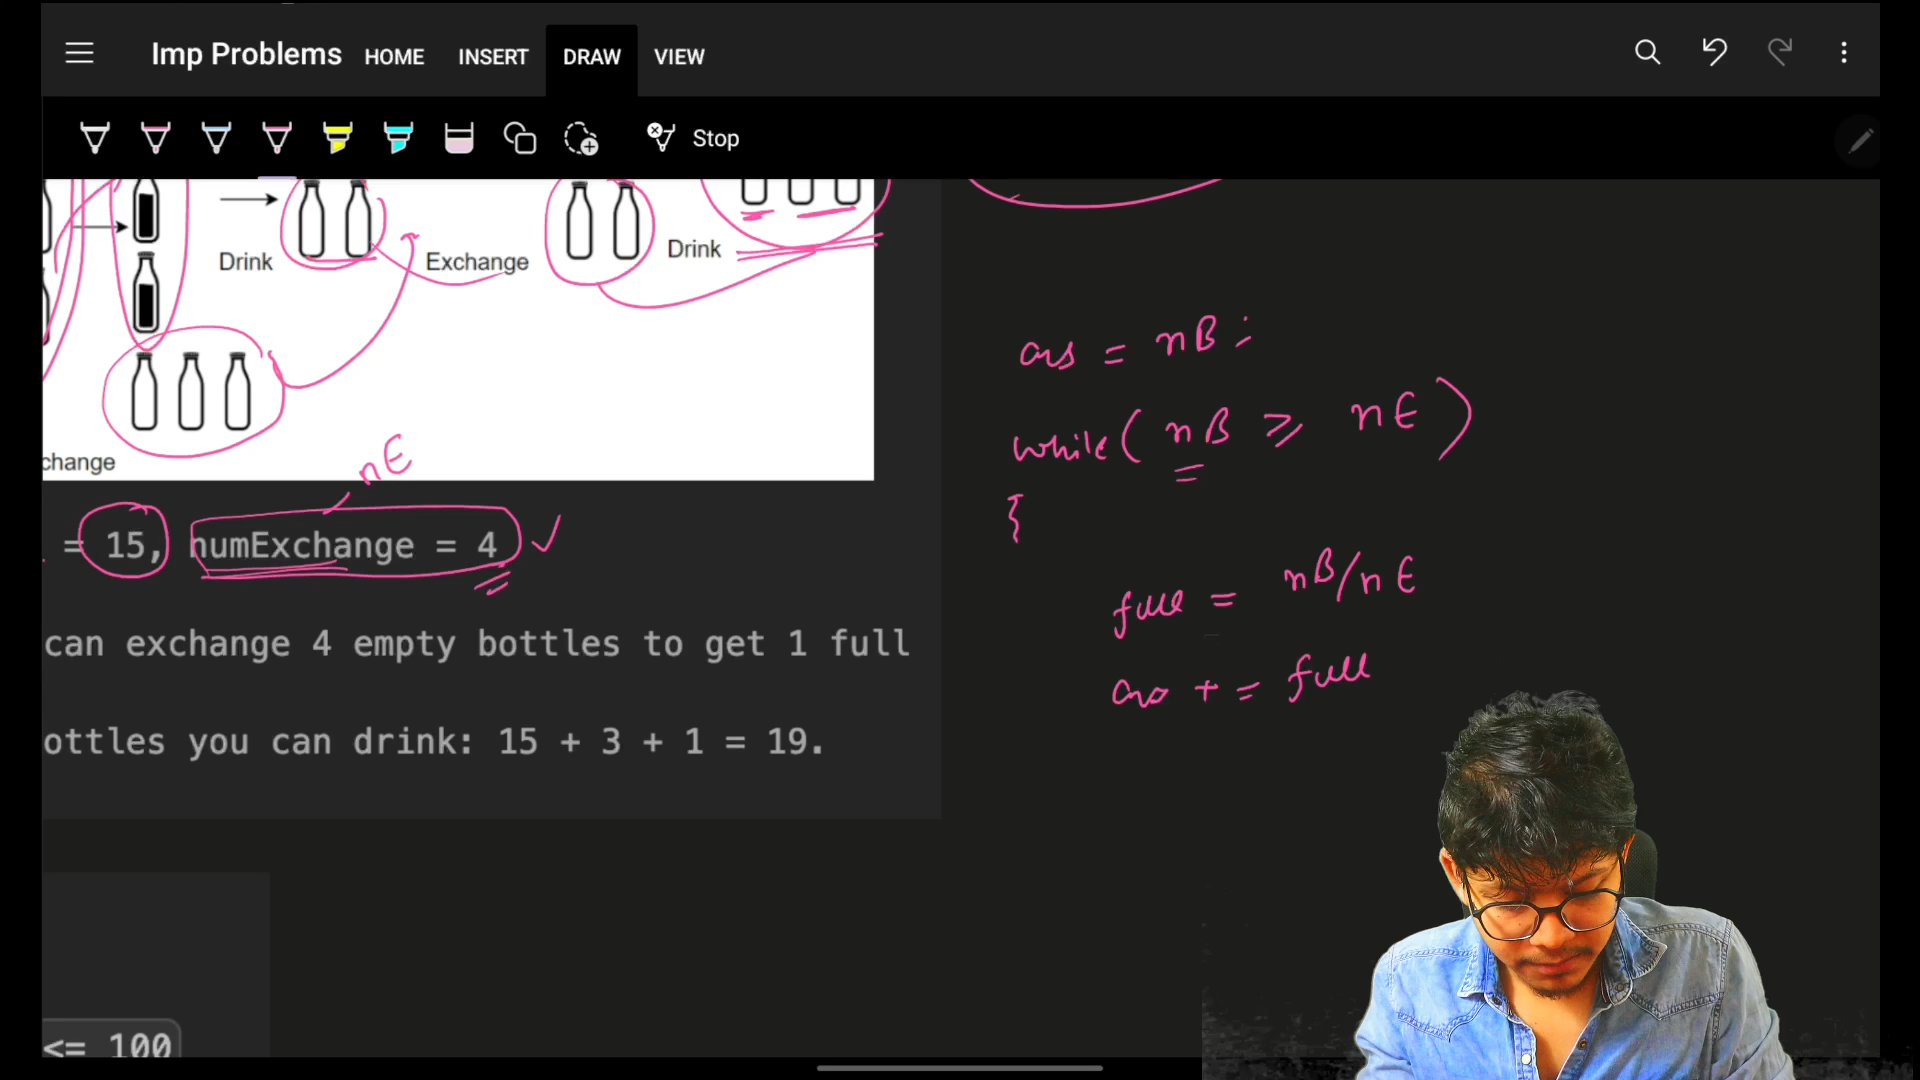 Imp Problems HOME INSERT DRAW VIEW
Stop
Drink
Exchange
Drink
change
nE
= 15, numExchange = 4
can exchange 4 empty bottles to get 1 full
ottles you can drink: 15 + 3 + 1 = 19.
<= 100
ans = nB;
while( nB ≥ nE )
{
full = nB/nE
ans + = full